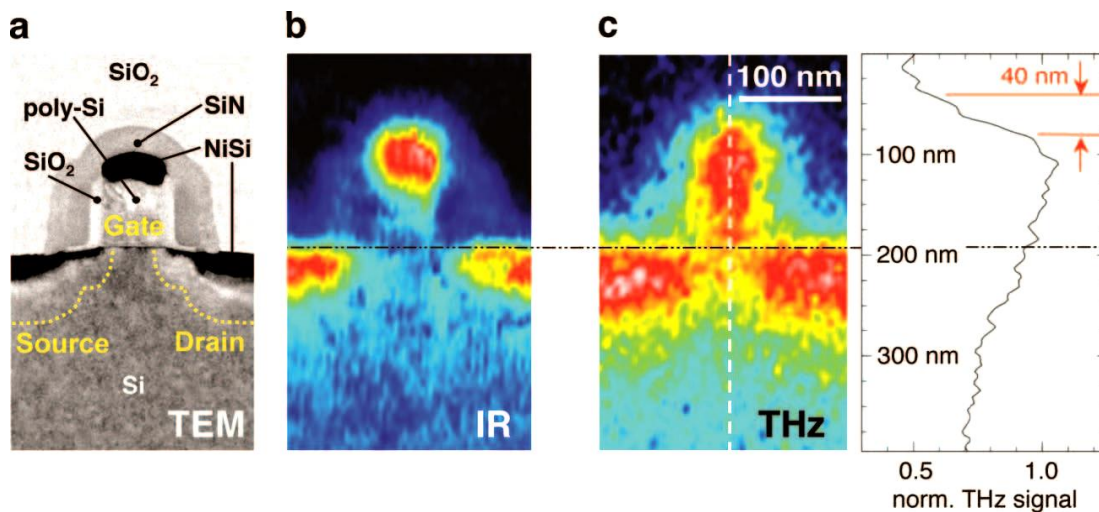 a
SiO₂
poly-Si
SiN
SiO₂
NiSi
Gate
Source
Drain
Si
TEM
b
IR
c
100 nm
THz
40 nm
100 nm
200 nm
300 nm
0.5
1.0
norm. THz signal